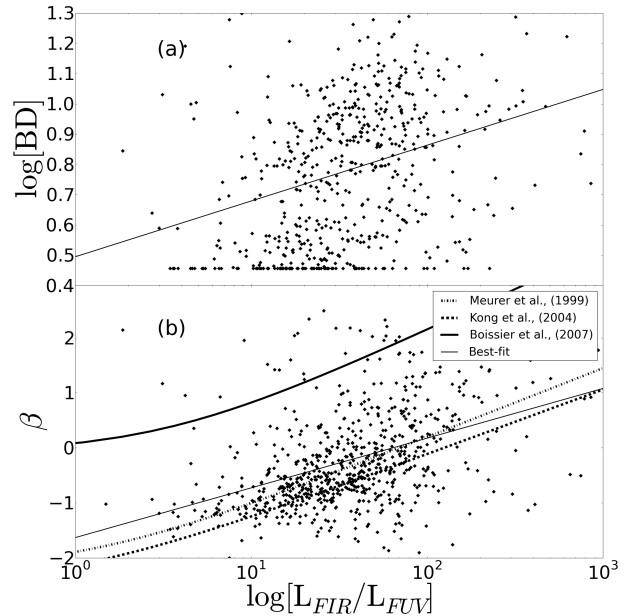 1.3
(a)
1.2
1.1
1.0
log[BD]
0.9
0.8
0.7
0.6
0.5
0.4
Meurer et al., (1999)
Kong et al., (2004)
Boissier et al., (2007)
Best-fit
(b)
2
1
β
0
−1
−2
10^0 10^1 10^2 10^3
log[L_FIR/L_FUV]